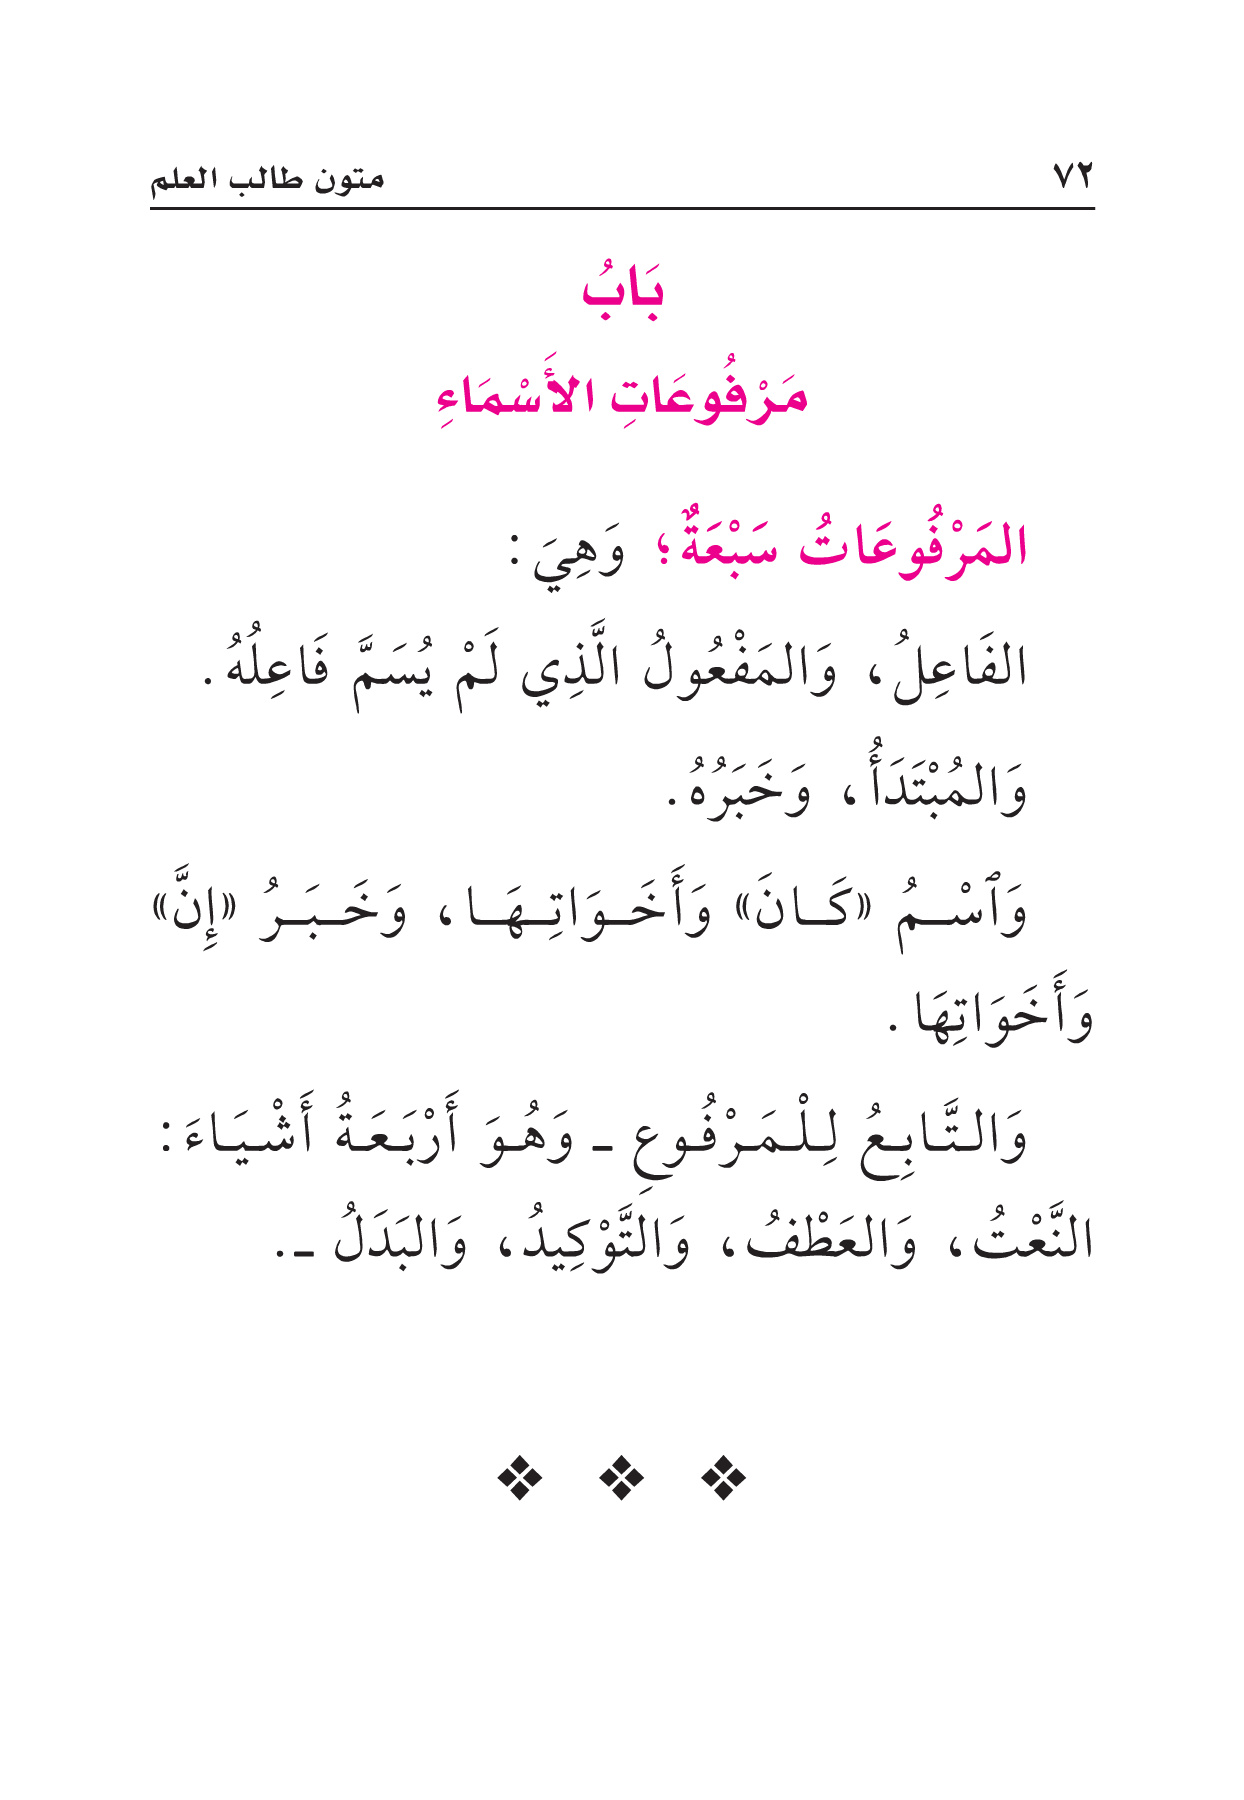 ٧٢ متون طالب العلم
بَابُ
مَرْفُوعَاتِ الأَسْمَاءِ
المَرْفُوعَاتُ سَبْعَةٌ؛ وَهِيَ:
الفَاعِلُ، وَالمَفْعُولُ الَّذِي لَمْ يُسَمَّ فَاعِلُهُ.
وَالمُبْتَدَأُ، وَخَبَرُهُ.
وَٱسْمُ «كَانَ» وَأَخَوَاتِهَا، وَخَبَرُ «إِنَّ»
وَأَخَوَاتِهَا.
وَالتَّابِعُ لِلْمَرْفُوعِ ـ وَهُوَ أَرْبَعَةُ أَشْيَاءَ:
النَّعْتُ، وَالعَطْفُ، وَالتَّوْكِيدُ، وَالبَدَلُ ـ.